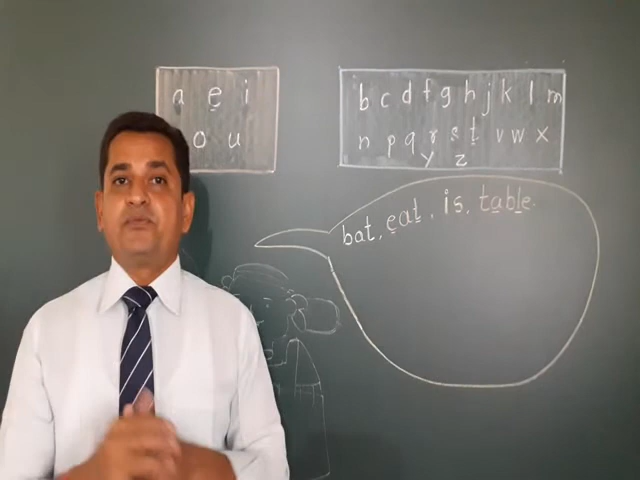 a e i
o u
b c d f g h j k l m
n p q r s t v w x
y z
bat, eat, is, table.